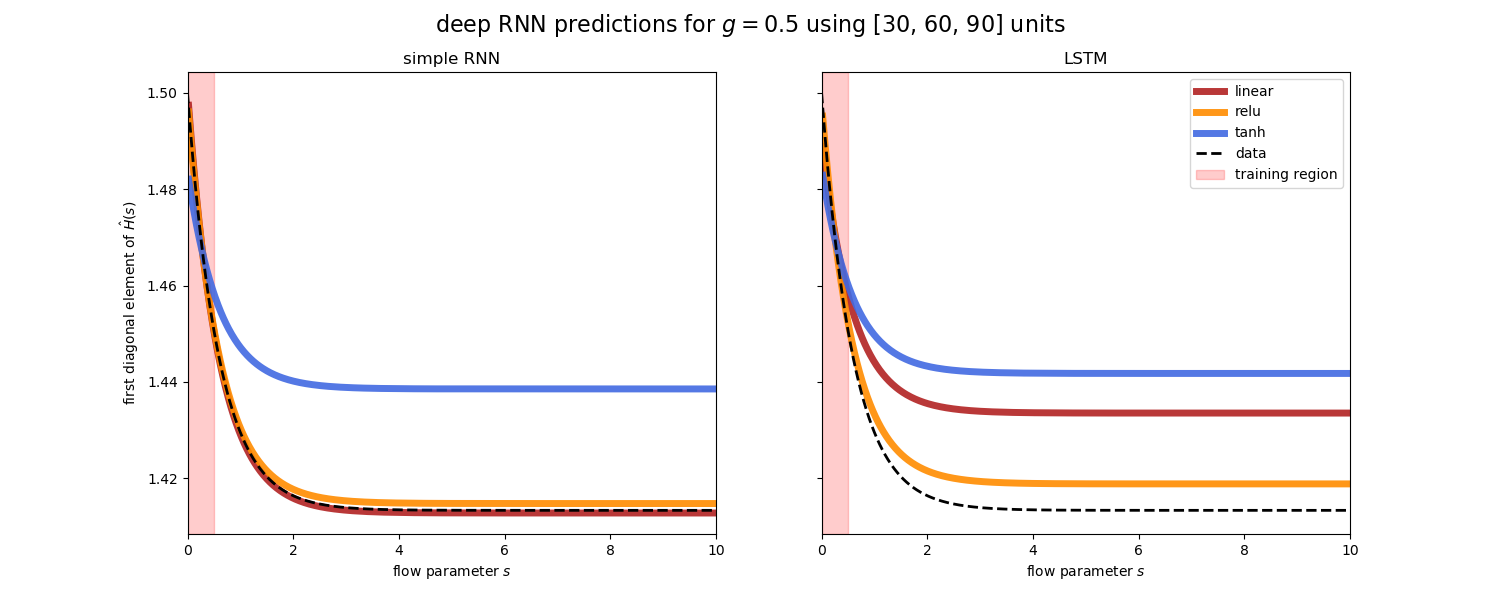 deep RNN predictions for g = 0.5 using [30, 60, 90] units
simple RNN
LSTM
first diagonal element of Ĥ(s)
1.50
1.48
1.46
1.44
1.42
0 2 4 6 8 10
flow parameter s
linear
relu
tanh
data
training region
0 2 4 6 8 10
flow parameter s